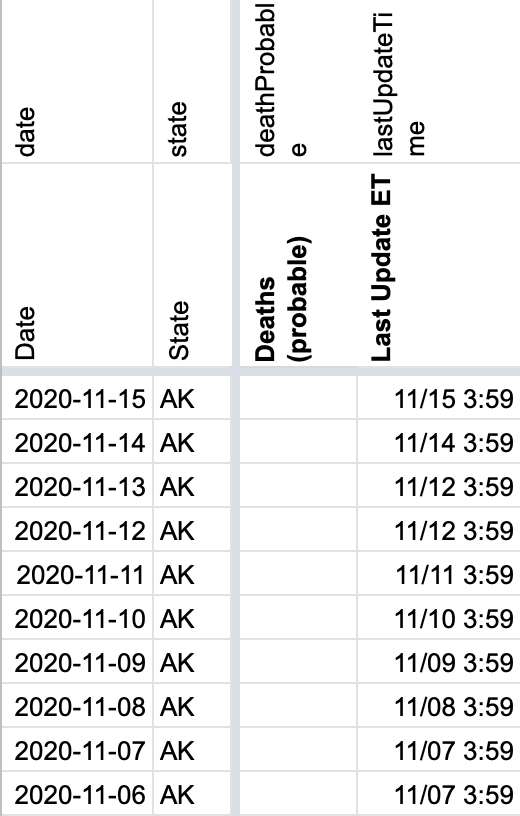 date state deathProbabl
e lastUpdateTi
me
Date State Deaths
(probable) Last Update ET
2020-11-15 AK 11/15 3:59
2020-11-14 AK 11/14 3:59
2020-11-13 AK 11/12 3:59
2020-11-12 AK 11/12 3:59
2020-11-11 AK 11/11 3:59
2020-11-10 AK 11/10 3:59
2020-11-09 AK 11/09 3:59
2020-11-08 AK 11/08 3:59
2020-11-07 AK 11/07 3:59
2020-11-06 AK 11/07 3:59